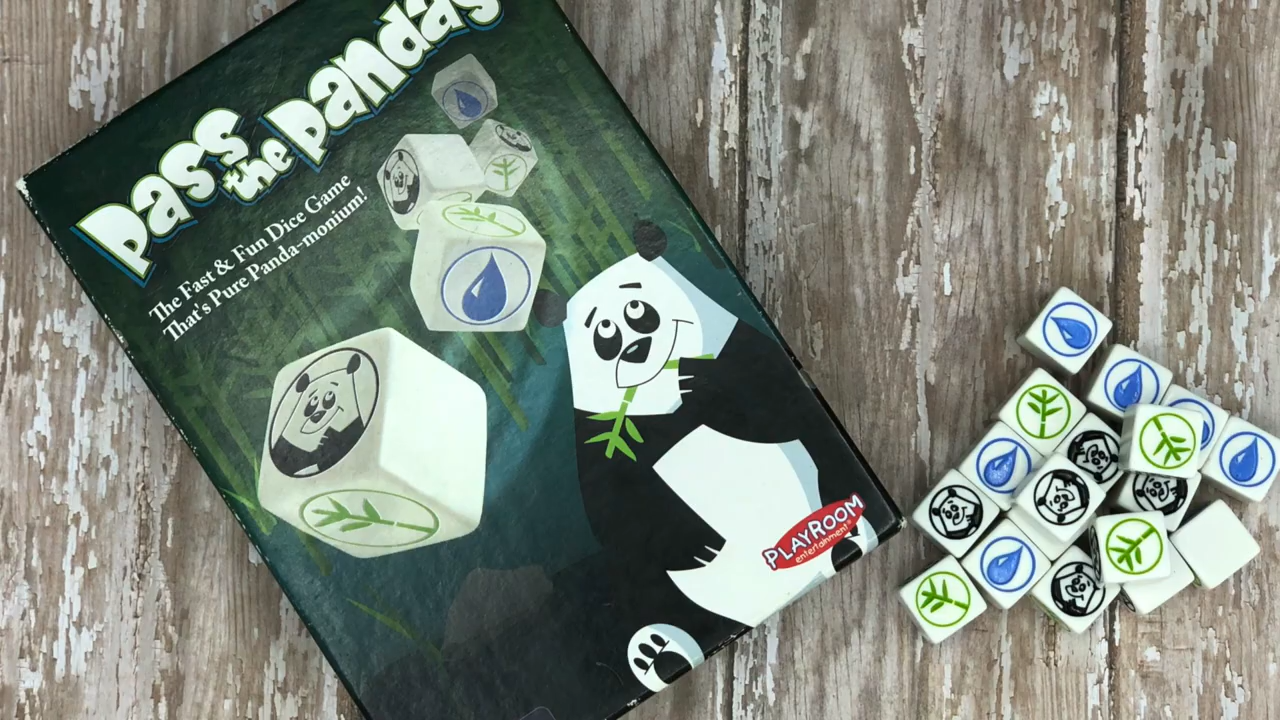 Pass
the Pandas
The Fast & Fun Dice Game
That's Pure Panda-monium!
PLAYROOM
entertainment